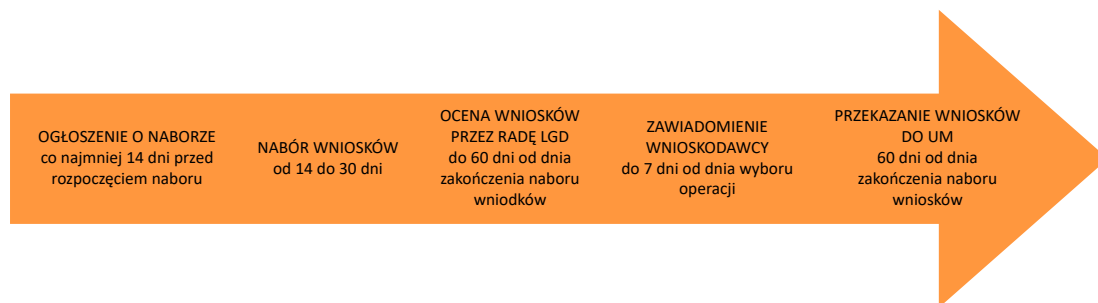 OGŁOSZENIE O NABORZE
co najmniej 14 dni przed
rozpoczęciem naboru
NABÓR WNIOSKÓW
od 14 do 30 dni
OCENA WNIOSKÓW
PRZEZ RADĘ LGD
do 60 dni od dnia
zakończenia naboru
wniodków
ZAWIADOMIENIE
WNIOSKODAWCY
do 7 dni od dnia wyboru
operacji
PRZEKAZANIE WNIOSKÓW
DO UM
60 dni od dnia
zakończenia naboru
wniosków